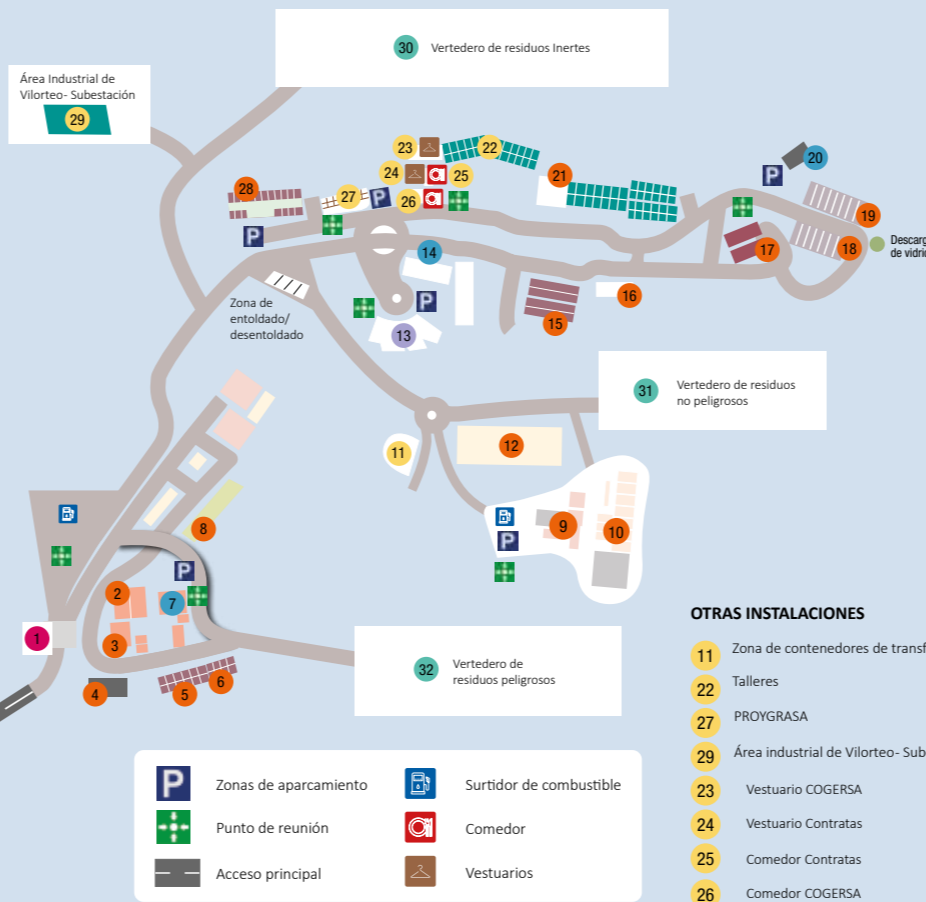 30 Vertedero de residuos Inertes
Área Industrial de
Vilorteo- Subestación
29
23
22
24
25
26
27
28
21
20
19
18
17
Descarg
de vidrio
14
16
15
13
Zona de
entoldado/
desentoldado
31 Vertedero de residuos
no peligrosos
11
12
9
10
8
2
7
3
1
4
5
6
32 Vertedero de
residuos peligrosos
P Zonas de aparcamiento
Punto de reunión
Acceso principal
Surtidor de combustible
Comedor
Vestuarios
OTRAS INSTALACIONES
11 Zona de contenedores de transf
22 Talleres
27 PROYGRASA
29 Área industrial de Vilorteo- Sub
23 Vestuario COGERSA
24 Vestuario Contratas
25 Comedor Contratas
26 Comedor COGERSA